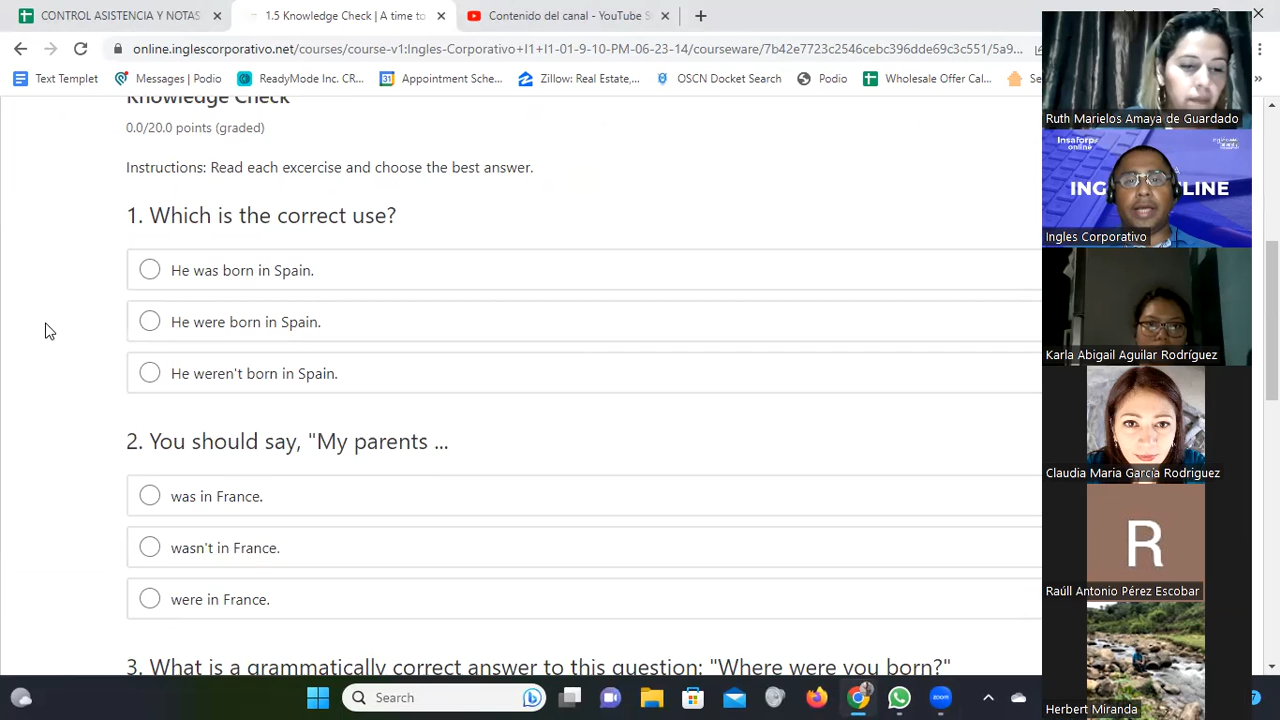 CONTROL ASISTENCIA Y NOTAS
1.5 Knowledge Check | A time to
Contenido del canal - YouTube S
online.inglescorporativo.net/courses/course-v1:Ingles-Corporativo+I1+I1-01-9-10-PM-06-23-14/courseware/7b42e7723c2546cebc396dde69c3c551/5a9...
Text Templet
Messages | Podio
ReadyMode Inc. CR...
Appointment Sche...
Zillow: Real Estate,...
OSCN Docket Search
Podio
Wholesale Offer Cal...
Se
Knowledge Check
0.0/20.0 points (graded)
Instructions: Read each excercise and choose the best answer.
1. Which is the correct use?
He was born in Spain.
He were born in Spain.
He weren't born in Spain.
2. You should say, "My parents ...
was in France.
wasn't in France.
were in France.
3. What is a grammatically correct answer to this question: "Where were you born?"
Search
zoom
Ruth Marielos Amaya de Guardado
Insaforp
online
ING LINE
Ingles Corporativo
Karla Abigail Aguilar Rodríguez
Claudia Maria García Rodriguez
R
Raúll Antonio Pérez Escobar
Herbert Miranda